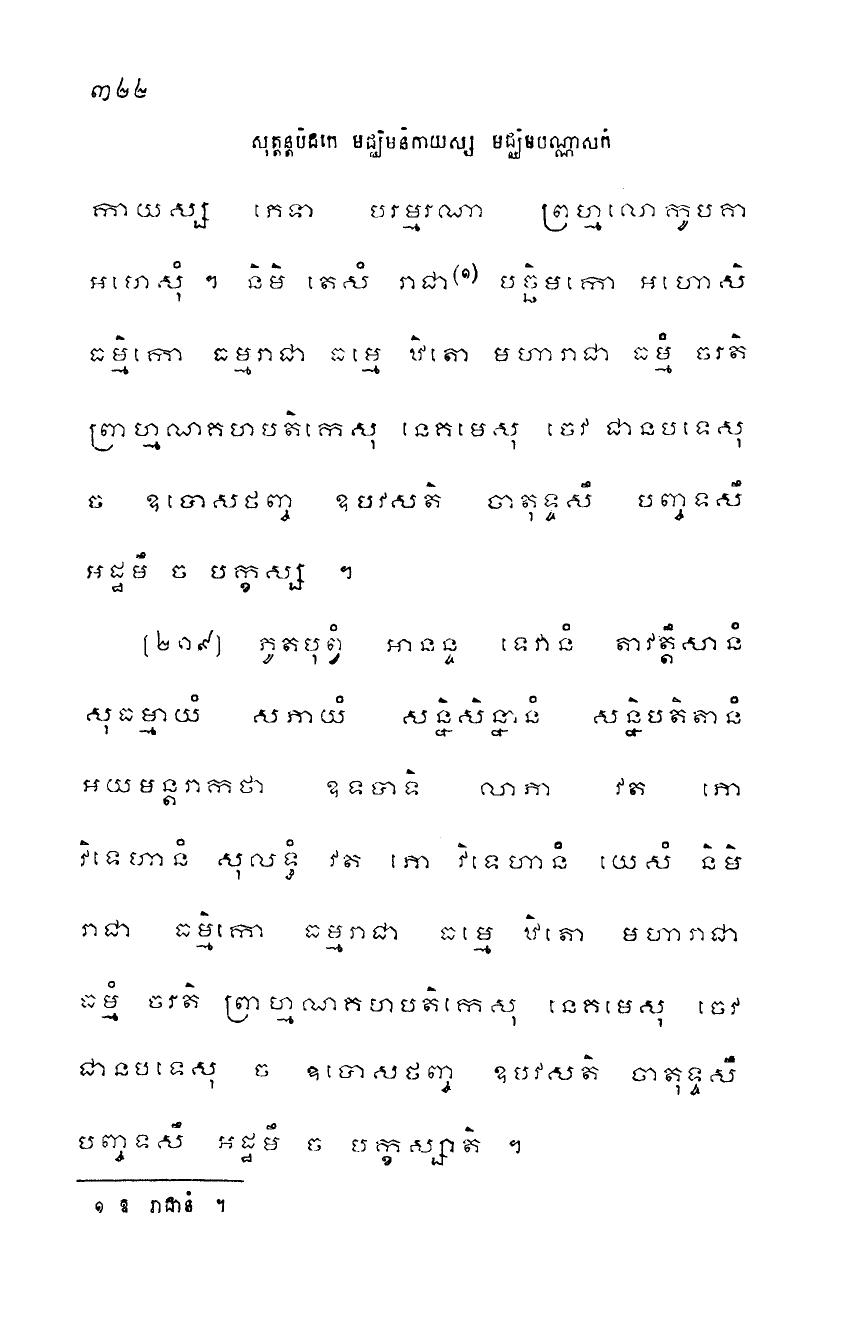 ៣៤៤
សុត្តន្តបិដកេ មជ្ឈិមនិកាយស្ស មជ្ឈិមបណ្ណាសកំ
កាយស្ស ភេទា បរម្មរណា ព្រហ្មលោកូបគា
អហេសុំ ។ និមិ តេសំ រាជា(១) បច្ឆិមកោ អហោសិ
ធម្មិកោ ធម្មរាជា ធម្មេ ឋិតោ មហារាជា ធម្មំ ចរតិ
ព្រាហ្មណគហបតិកេសុ នេគមេសុ ចេវ ជានបទេសុ
ច ឧបោសថញ្ច ឧបវសតិ ចាតុទ្ទសឹ បញ្ចទសឹ
អដ្ឋមឹ ច បក្ខស្ស ។
[២០៩] ភូតបុព្វំ អានន្ទ ទេវានំ តាវត្តឹសានំ
សុធម្មាយំ សភាយំ សន្និសិន្នានំ សន្និបតិតានំ
អយមន្តរាកថា ឧទបាទិ លាភា វត ភោ
វិទេហានំ សុលទ្ធំ វត ភោ វិទេហានំ យេសំ និមិ
រាជា ធម្មិកោ ធម្មរាជា ធម្មេ ឋិតោ មហារាជា
ធម្មំ ចរតិ ព្រាហ្មណគហបតិកេសុ នេគមេសុ ចេវ
ជានបទេសុ ច ឧបោសថញ្ច ឧបវសតិ ចាតុទ្ទសឹ
បញ្ចទសឹ អដ្ឋមឹ ច បក្ខស្សាតិ ។
១ ឱ រាជានំ ។